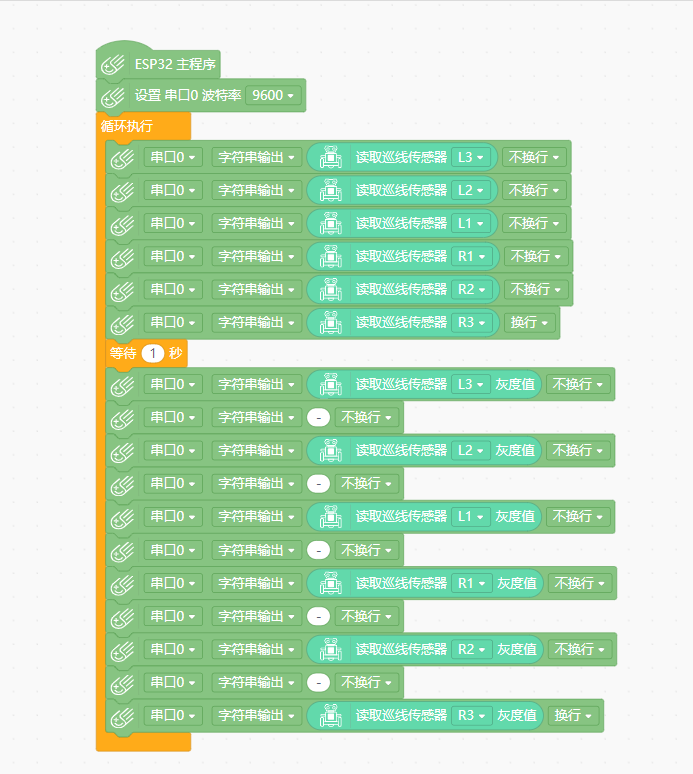 ESP32 主程序
设置 串口0 波特率 9600
循环执行
串口0 字符串输出 读取巡线传感器 L3 不换行
串口0 字符串输出 读取巡线传感器 L2 不换行
串口0 字符串输出 读取巡线传感器 L1 不换行
串口0 字符串输出 读取巡线传感器 R1 不换行
串口0 字符串输出 读取巡线传感器 R2 不换行
串口0 字符串输出 读取巡线传感器 R3 换行
等待 1 秒
串口0 字符串输出 读取巡线传感器 L3 灰度值 不换行
串口0 字符串输出 - 不换行
串口0 字符串输出 读取巡线传感器 L2 灰度值 不换行
串口0 字符串输出 - 不换行
串口0 字符串输出 读取巡线传感器 L1 灰度值 不换行
串口0 字符串输出 - 不换行
串口0 字符串输出 读取巡线传感器 R1 灰度值 不换行
串口0 字符串输出 - 不换行
串口0 字符串输出 读取巡线传感器 R2 灰度值 不换行
串口0 字符串输出 - 不换行
串口0 字符串输出 读取巡线传感器 R3 灰度值 换行